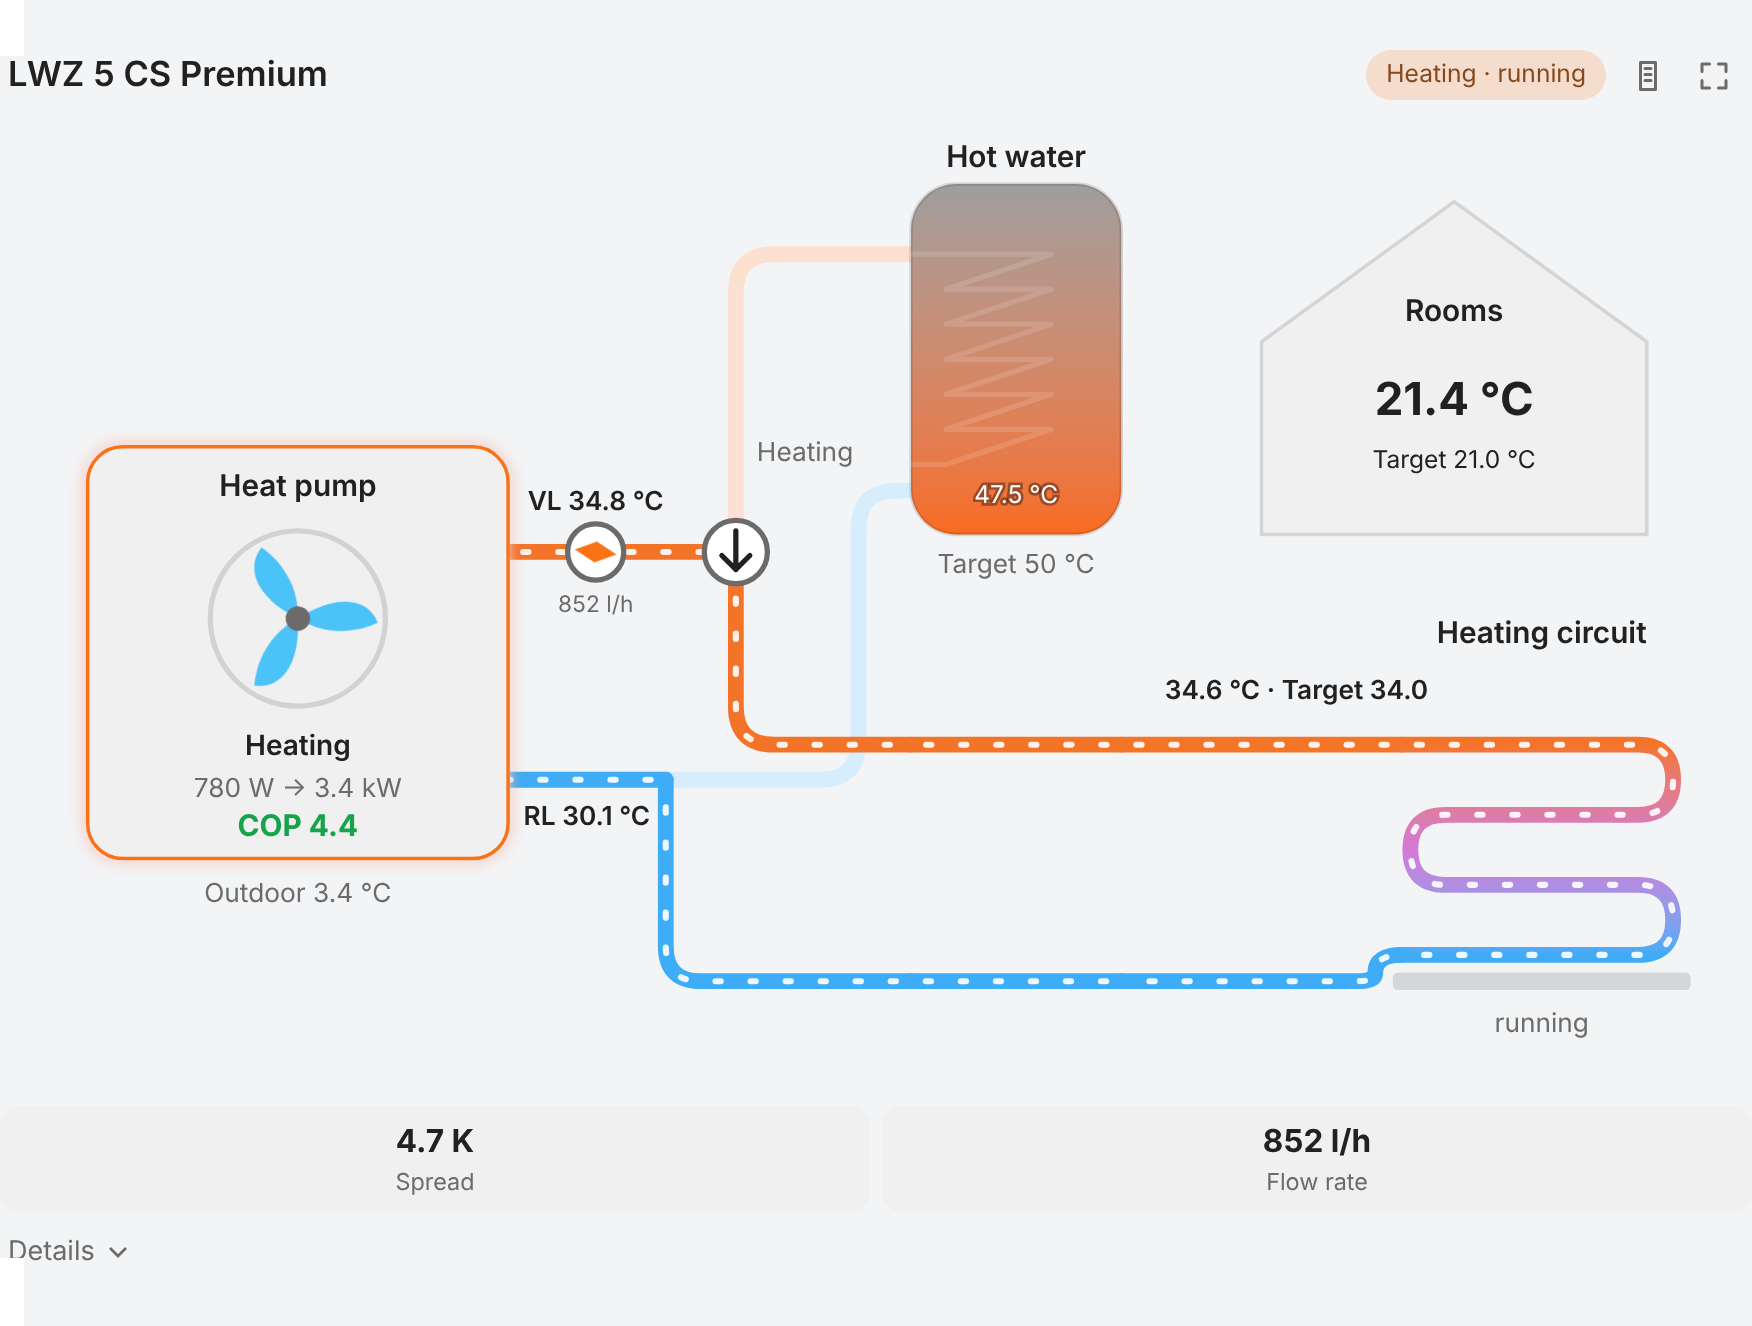 LWZ 5 CS Premium
Heating · running
Hot water
47.5 °C
Target 50 °C
Rooms
21.4 °C
Target 21.0 °C
Heating
Heat pump
Heating
780 W → 3.4 kW
COP 4.4
Outdoor 3.4 °C
VL 34.8 °C
852 l/h
RL 30.1 °C
Heating circuit
34.6 °C · Target 34.0
running
4.7 K
Spread
852 l/h
Flow rate
Details